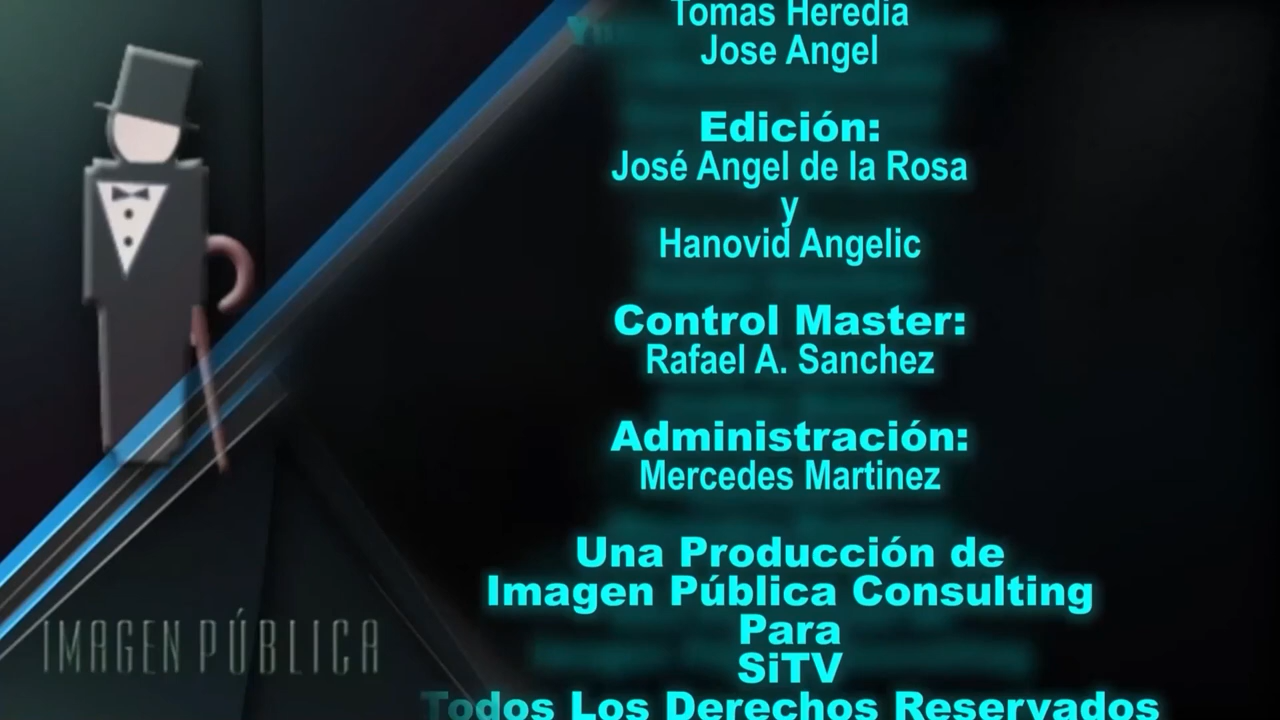 Tomas Heredia
Jose Angel
Edición:
José Angel de la Rosa
y
Hanovid Angelic
Control Master:
Rafael A. Sanchez
Administración:
Mercedes Martinez
Una Producción de
Imagen Pública Consulting
Para
SiTV
Todos Los Derechos Reservados
IMAGEN PÚBLICA